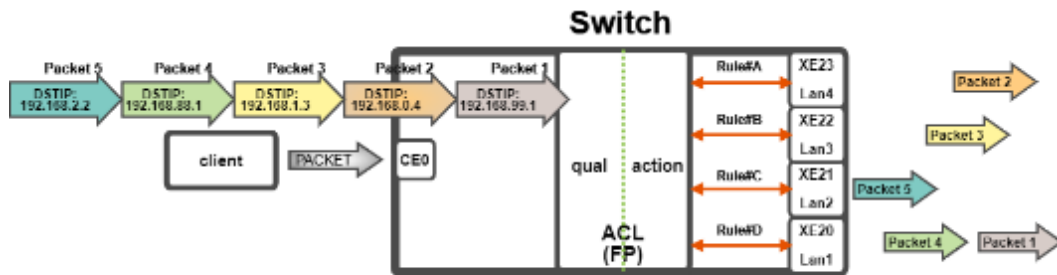 Switch
Packet 5
Packet 4
Packet 3
Packet 2
Packet 1
DSTIP:
192.168.2.2
DSTIP:
192.168.88.1
DSTIP:
192.168.1.3
DSTIP:
192.168.0.4
DSTIP:
192.168.99.1
client
PACKET
CE0
qual
action
ACL
(FP)
Rule#A
XE23
Lan4
Rule#B
XE22
Lan3
Rule#C
XE21
Lan2
Rule#D
XE20
Lan1
Packet 2
Packet 3
Packet 5
Packet 4
Packet 1